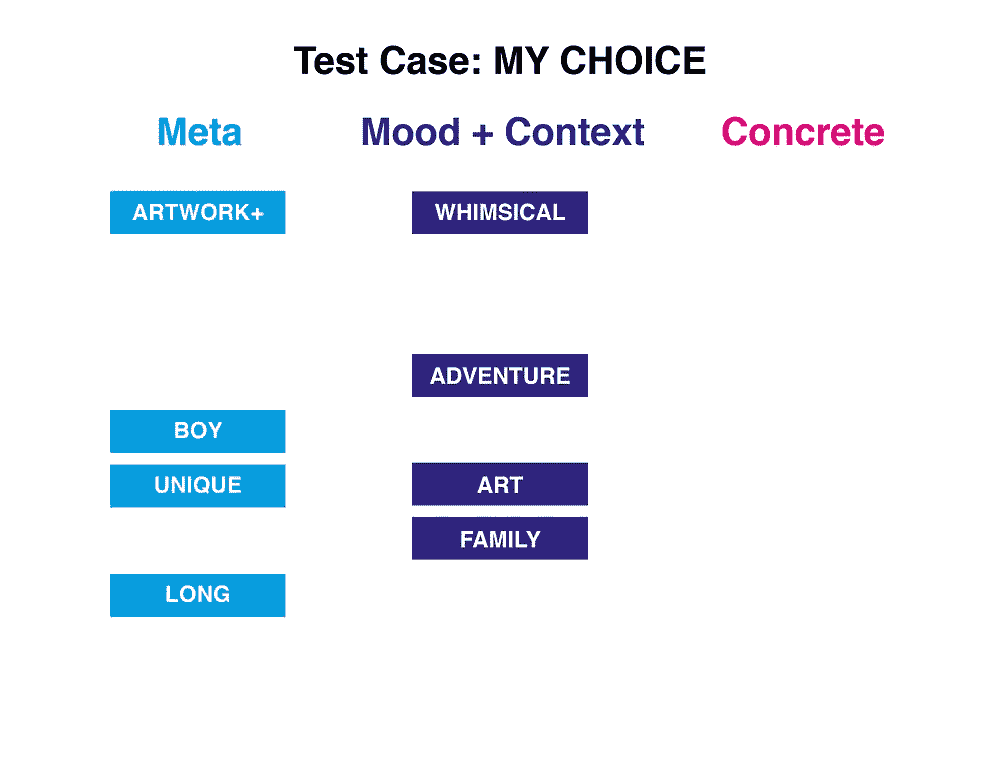 Test Case: MY CHOICE
Meta Mood + Context Concrete
ARTWORK+ WHIMSICAL
ADVENTURE
BOY
UNIQUE ART
FAMILY
LONG